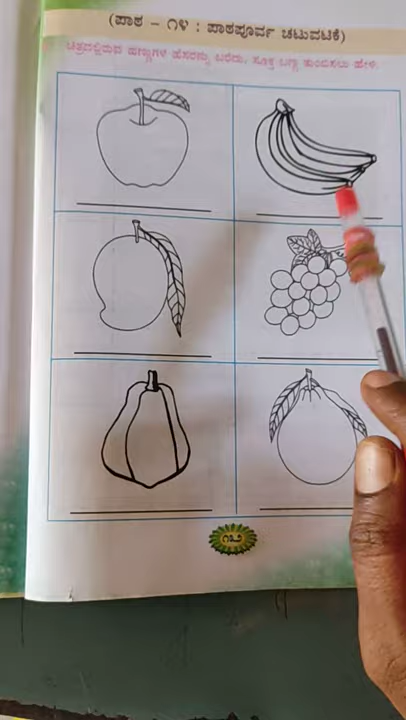 (ಪಾಠ – ೧೪ : ಪಾಠಪೂರ್ವ ಚಟುವಟಿಕೆ)
ಚಿತ್ರದಲ್ಲಿರುವ ಹಣ್ಣುಗಳ ಹೆಸರನ್ನು ಬರೆದು, ಸೂಕ್ತ ಬಣ್ಣ ತುಂಬಿಸಲು ಹೇಳಿ.